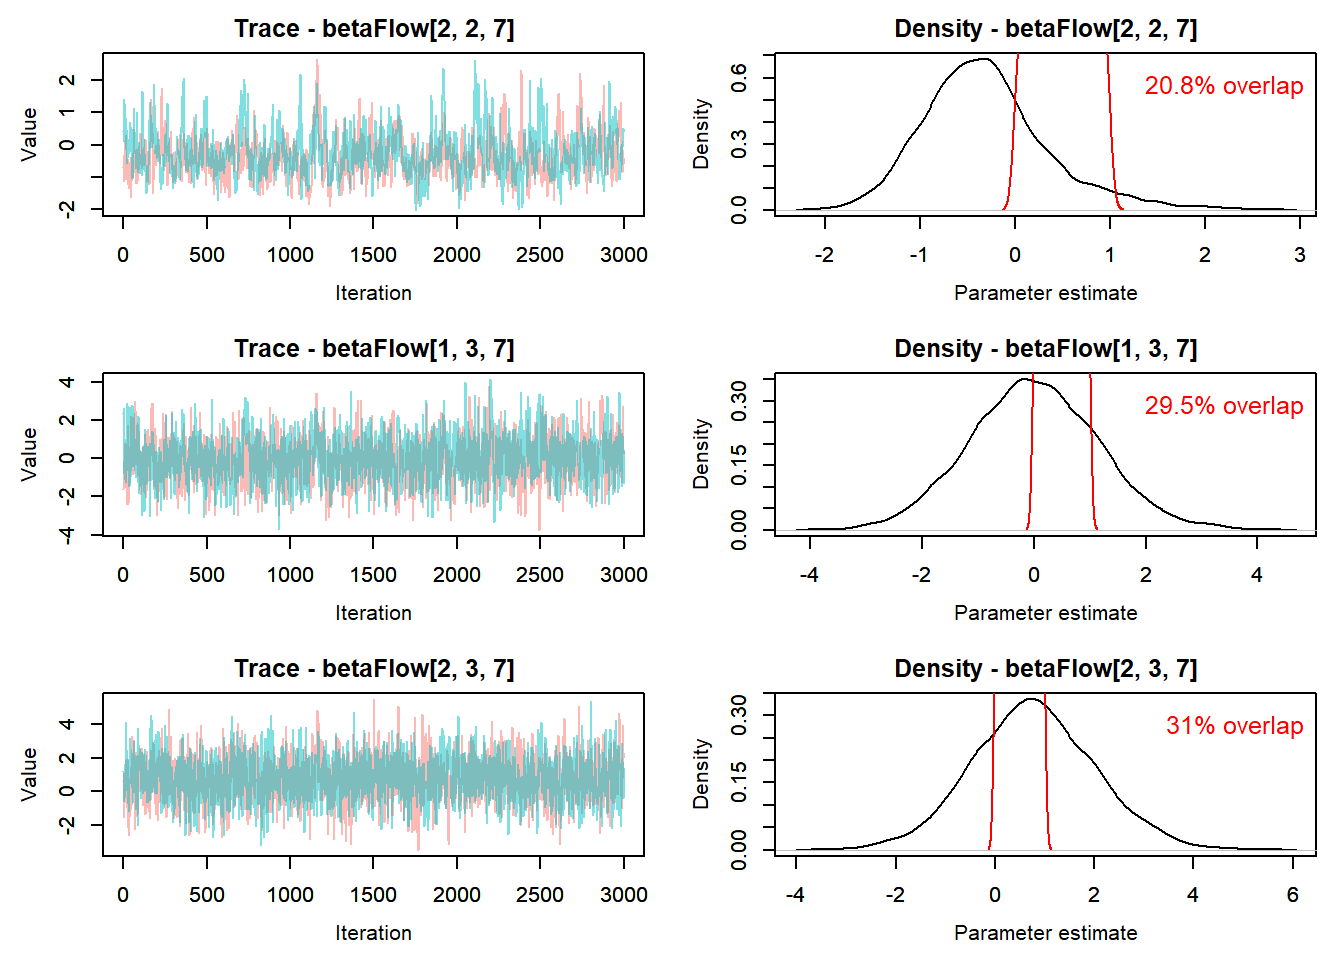 Trace - betaFlow[2, 2, 7]
Value
2
1
0
-2
0 500 1000 1500 2000 2500 3000
Iteration
Density - betaFlow[2, 2, 7]
20.8% overlap
Density
0.6
0.3
0.0
-2 -1 0 1 2 3
Parameter estimate
Trace - betaFlow[1, 3, 7]
Value
4
2
0
-2
-4
0 500 1000 1500 2000 2500 3000
Iteration
Density - betaFlow[1, 3, 7]
29.5% overlap
Density
0.30
0.15
0.00
-4 -2 0 2 4
Parameter estimate
Trace - betaFlow[2, 3, 7]
Value
4
2
0
-2
0 500 1000 1500 2000 2500 3000
Iteration
Density - betaFlow[2, 3, 7]
31% overlap
Density
0.30
0.15
0.00
-4 -2 0 2 4 6
Parameter estimate